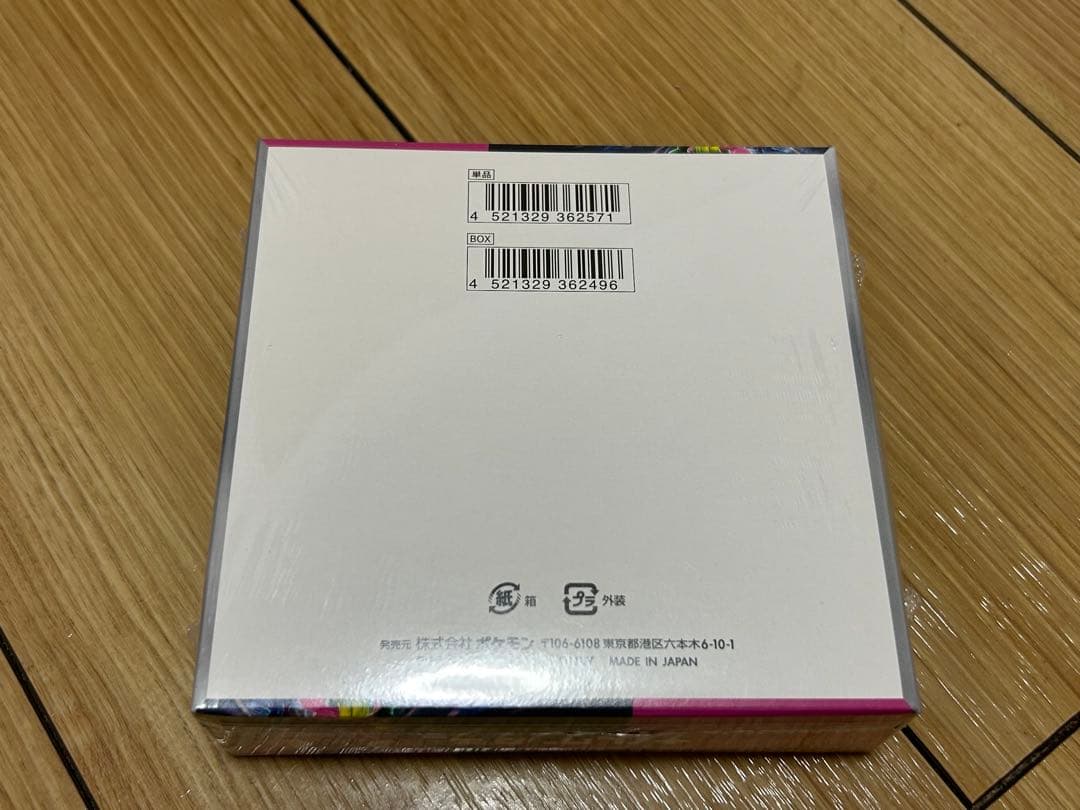 単品
4 521329 362571
BOX
4 521329 362496
紙 箱 プラ 外装
発売元 株式会社 ポケモン 〒106-6108 東京都港区六本木6-10-1
MADE IN JAPAN